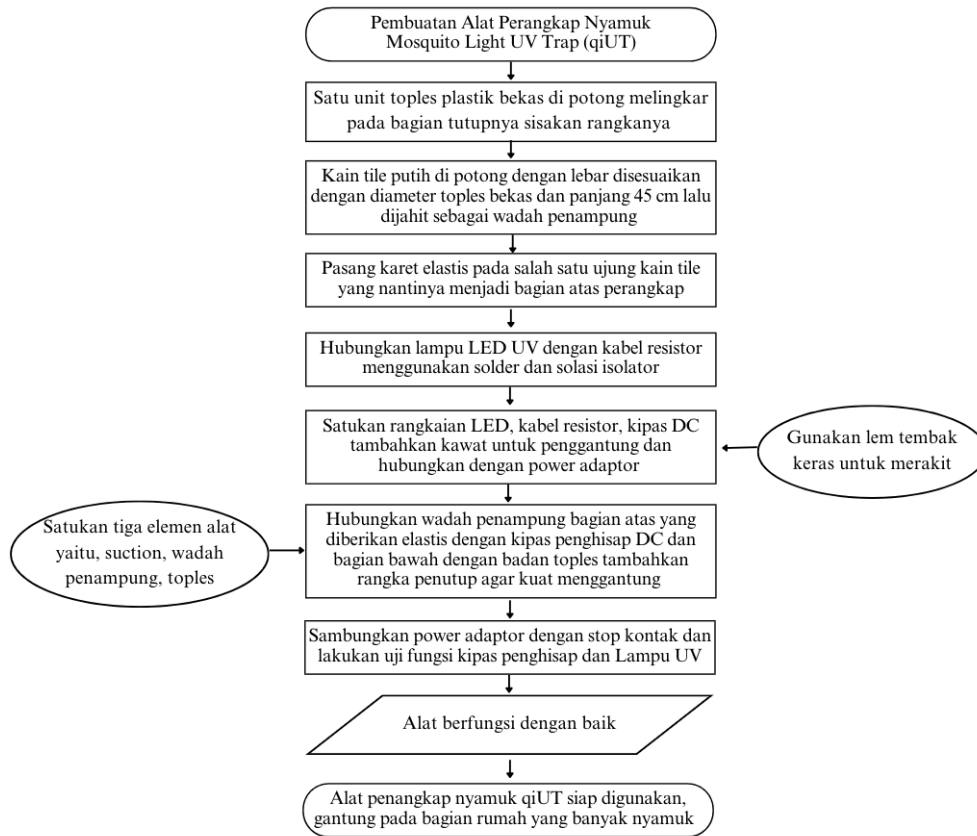 Pembuatan Alat Perangkap Nyamuk
Mosquito Light UV Trap (qiUT)
Satu unit toples plastik bekas di potong melingkar
pada bagian tutupnya sisakan rangkanya
Kain tile putih di potong dengan lebar disesuaikan
dengan diameter toples bekas dan panjang 45 cm lalu
dijahit sebagai wadah penampung
Pasang karet elastis pada salah satu ujung kain tile
yang nantinya menjadi bagian atas perangkap
Hubungkan lampu LED UV dengan kabel resistor
menggunakan solder dan solasi isolator
Satukan rangkaian LED, kabel resistor, kipas DC
tambahkan kawat untuk penggantung dan
hubungkan dengan power adaptor
Gunakan lem tembak
keras untuk merakit
Satukan tiga elemen alat
yaitu, suction, wadah
penampung, toples
Hubungkan wadah penampung bagian atas yang
diberikan elastis dengan kipas penghisap DC dan
bagian bawah dengan badan toples tambahkan
rangka penutup agar kuat menggantung
Sambungkan power adaptor dengan stop kontak dan
lakukan uji fungsi kipas penghisap dan Lampu UV
Alat berfungsi dengan baik
Alat penangkap nyamuk qiUT siap digunakan,
gantung pada bagian rumah yang banyak nyamuk